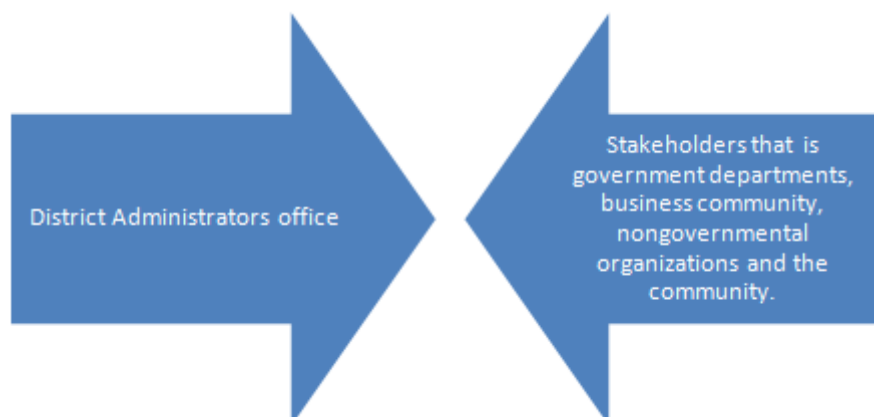 District Administrators office
Stakeholders that is
government departments,
business community,
nongovernmental
organizations and the
community.